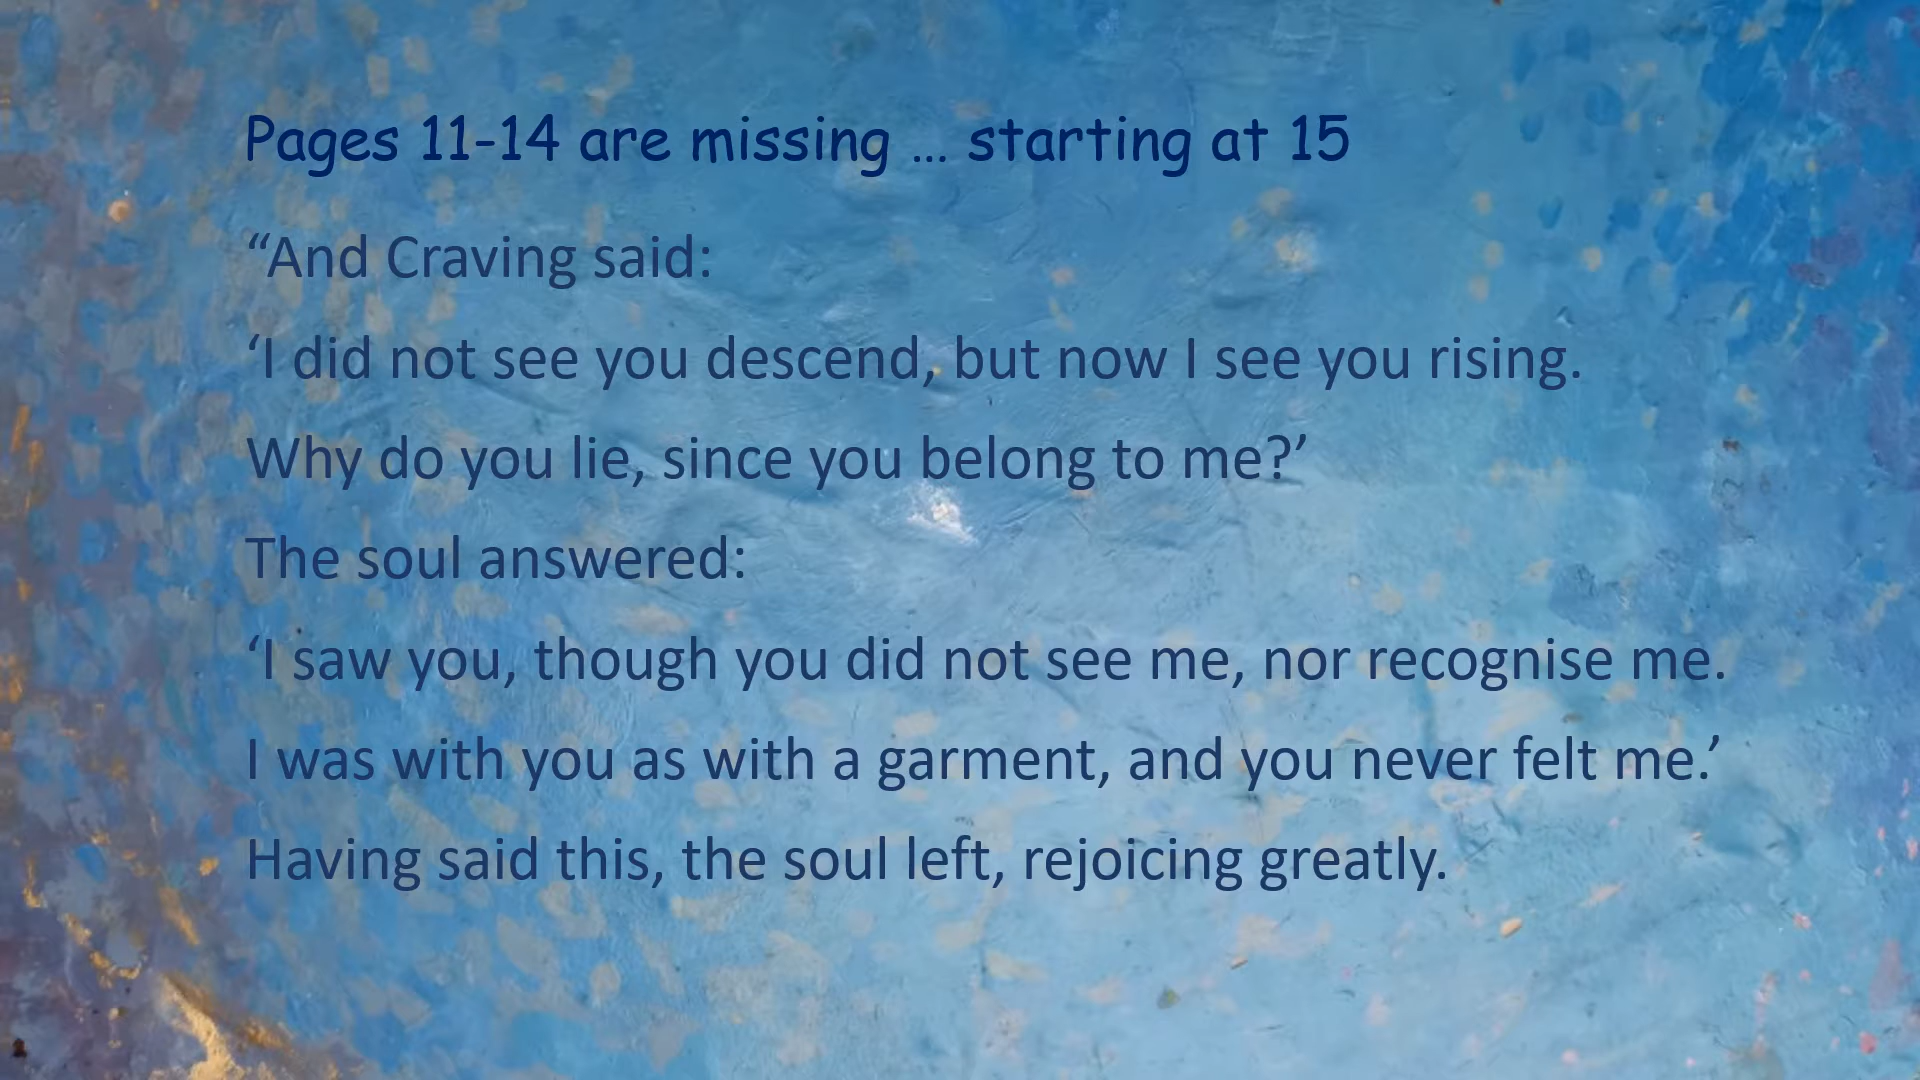 Pages 11-14 are missing … starting at 15
“And Craving said:
‘I did not see you descend, but now I see you rising.
Why do you lie, since you belong to me?’
The soul answered:
‘I saw you, though you did not see me, nor recognise me.
I was with you as with a garment, and you never felt me.’
Having said this, the soul left, rejoicing greatly.